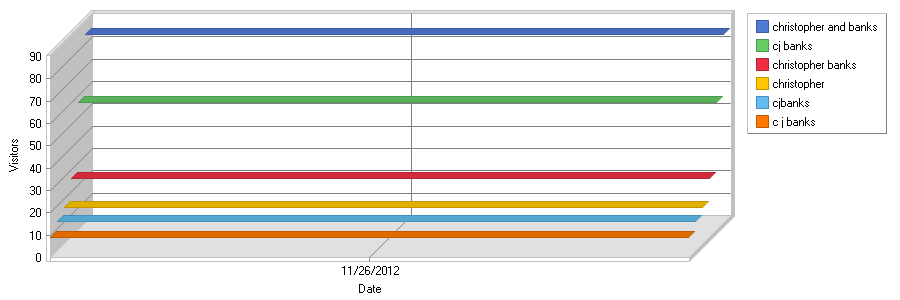 90
80
70
60
50
40
30
20
10
0
Visitors
11/26/2012
Date
christopher and banks
cj banks
christopher banks
christopher
cjbanks
c j banks